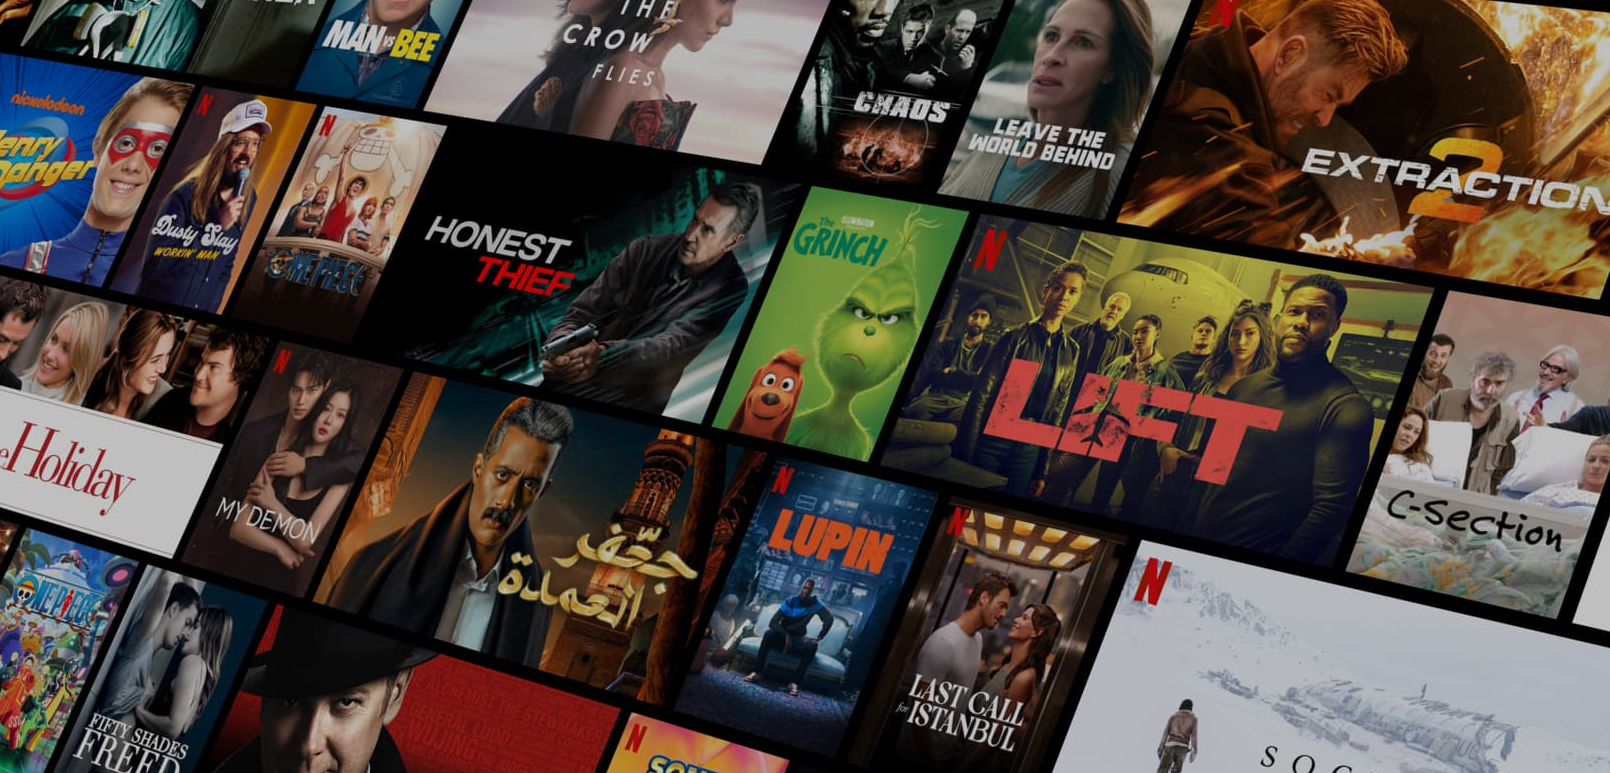 MAN vs BEE
THE
CROW
FLIES
CHAOS
LEAVE THE
WORLD BEHIND
EXTRACTION
2
nickelodeon
Henry
Danger
Dusty Slay
WORKIN' MAN
ONE PIECE
HONEST
THIEF
ILLUMINATION
The
GRINCH
LIFT
C-Section
Holiday
MY DEMON
جعفر
العمدة
LUPIN
LAST CALL
for ISTANBUL
ONE PIECE
FIFTY SHADES
FREED
N